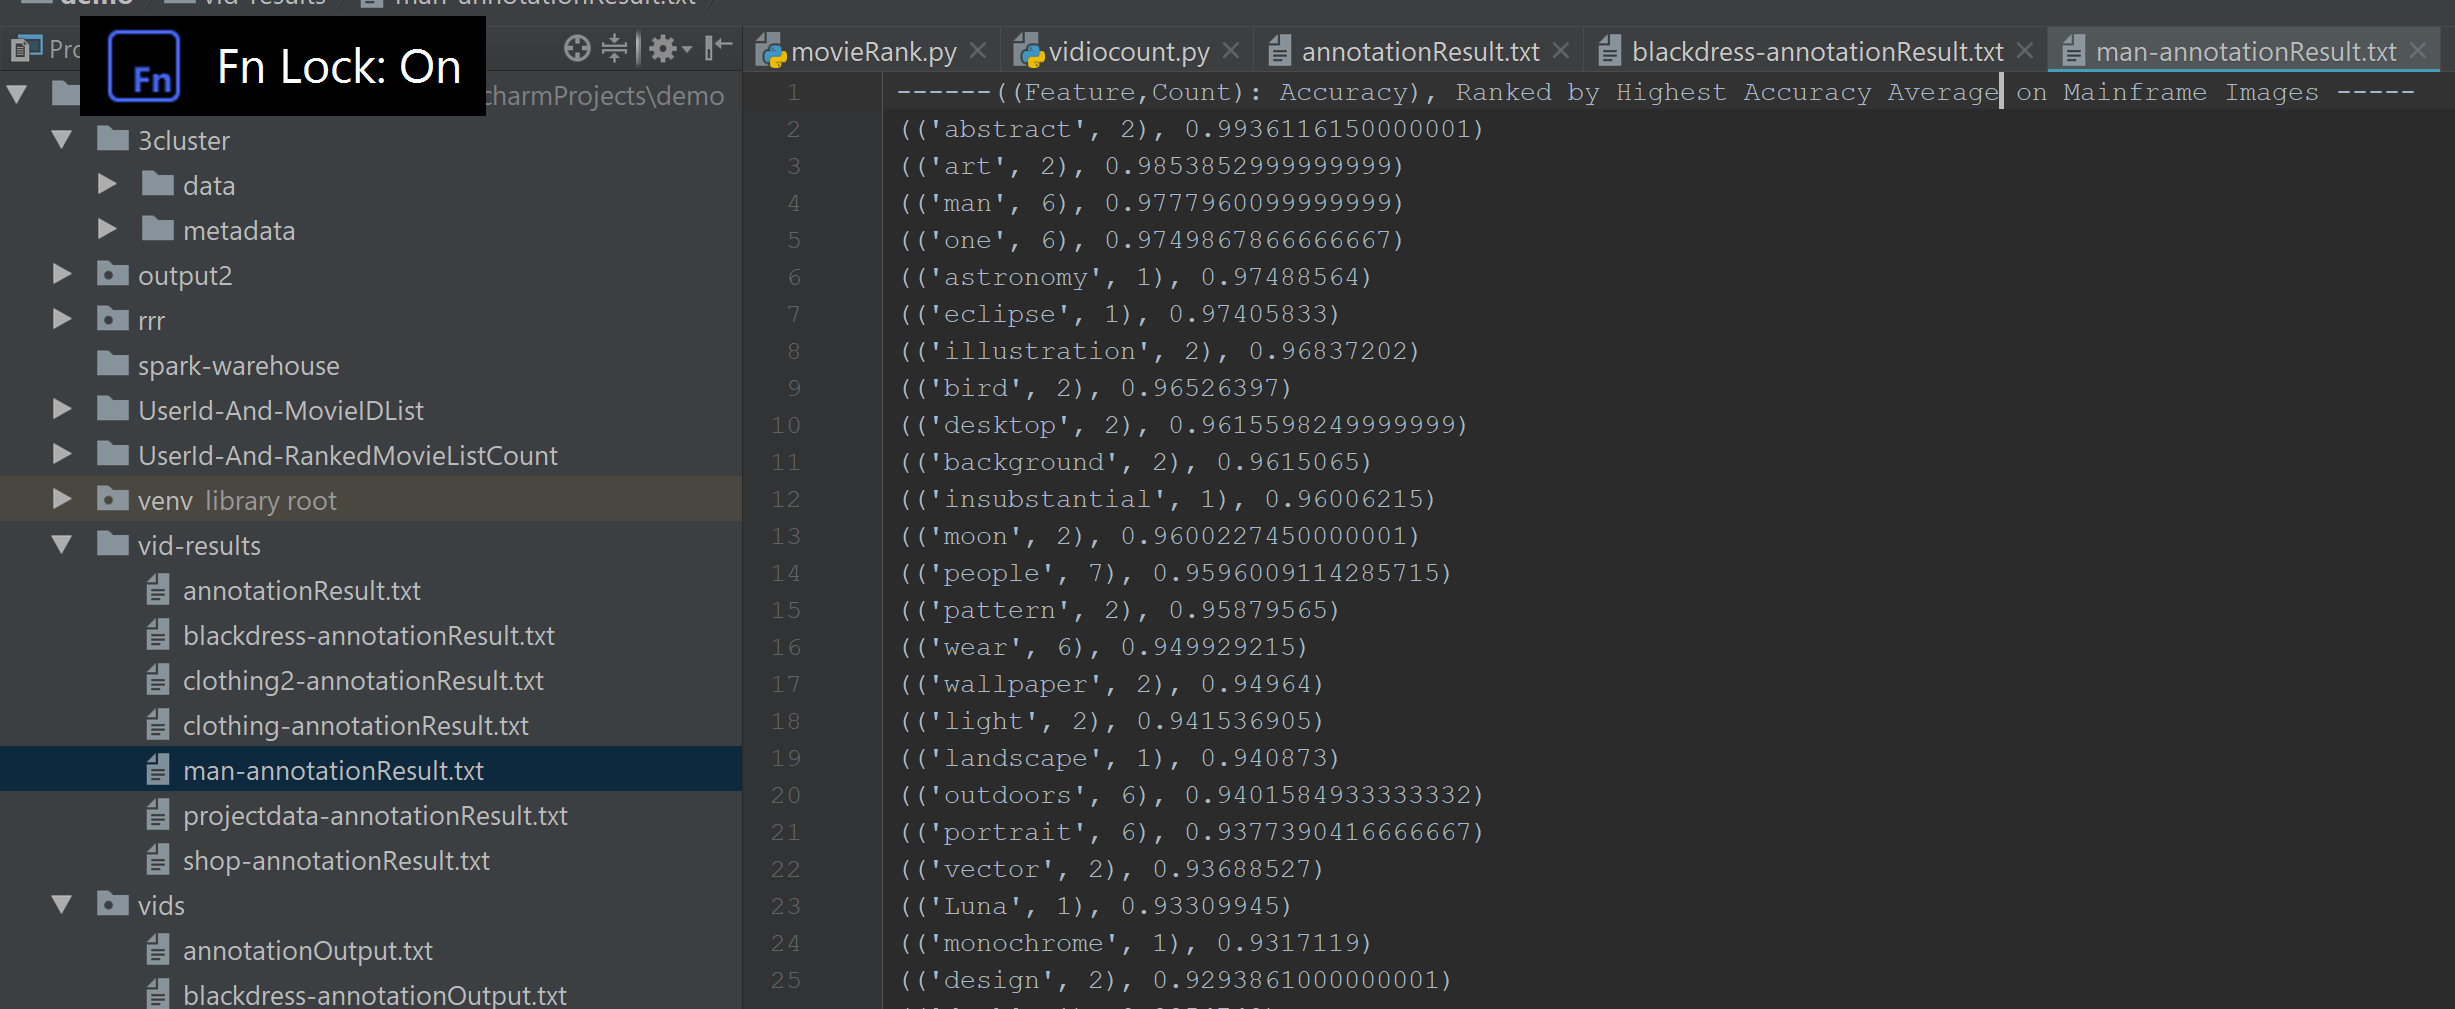 demo vid-results man-annotationResult.txt
Fn Fn Lock: On
charmProjects\demo
3cluster
data
metadata
output2
rrr
spark-warehouse
UserId-And-MovieIDList
UserId-And-RankedMovieListCount
venv library root
vid-results
annotationResult.txt
blackdress-annotationResult.txt
clothing2-annotationResult.txt
clothing-annotationResult.txt
man-annotationResult.txt
projectdata-annotationResult.txt
shop-annotationResult.txt
vids
annotationOutput.txt
blackdress-annotationOutput.txt
movieRank.py vidiocount.py annotationResult.txt blackdress-annotationResult.txt man-annotationResult.txt
1 ------((Feature,Count): Accuracy), Ranked by Highest Accuracy Average on Mainframe Images -----
2 (('abstract', 2), 0.9936116150000001)
3 (('art', 2), 0.9853852999999999)
4 (('man', 6), 0.9777960099999999)
5 (('one', 6), 0.9749867866666667)
6 (('astronomy', 1), 0.97488564)
7 (('eclipse', 1), 0.97405833)
8 (('illustration', 2), 0.96837202)
9 (('bird', 2), 0.96526397)
10 (('desktop', 2), 0.9615598249999999)
11 (('background', 2), 0.9615065)
12 (('insubstantial', 1), 0.96006215)
13 (('moon', 2), 0.9600227450000001)
14 (('people', 7), 0.9596009114285715)
15 (('pattern', 2), 0.95879565)
16 (('wear', 6), 0.949929215)
17 (('wallpaper', 2), 0.94964)
18 (('light', 2), 0.941536905)
19 (('landscape', 1), 0.940873)
20 (('outdoors', 6), 0.9401584933333332)
21 (('portrait', 6), 0.9377390416666667)
22 (('vector', 2), 0.93688527)
23 (('Luna', 1), 0.93309945)
24 (('monochrome', 1), 0.9317119)
25 (('design', 2), 0.9293861000000001)